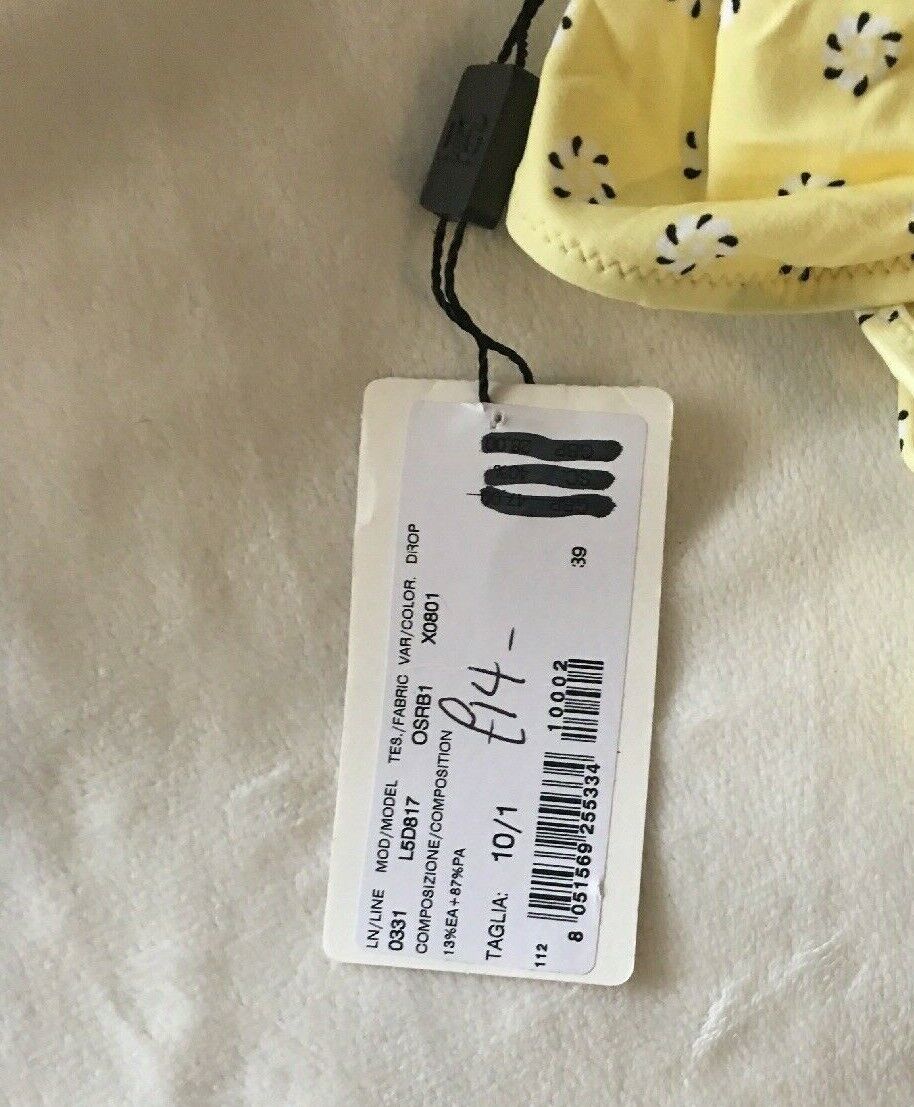 LN/LINE MOD/MODEL TES./FABRIC VAR/COLOR. DROP
0331 L5D817 OSRB1 X0801
COMPOSIZIONE/COMPOSITION
13%EA+87%PA
£14-
TAGLIA: 10/1
39
112
10002
8 051569 255334